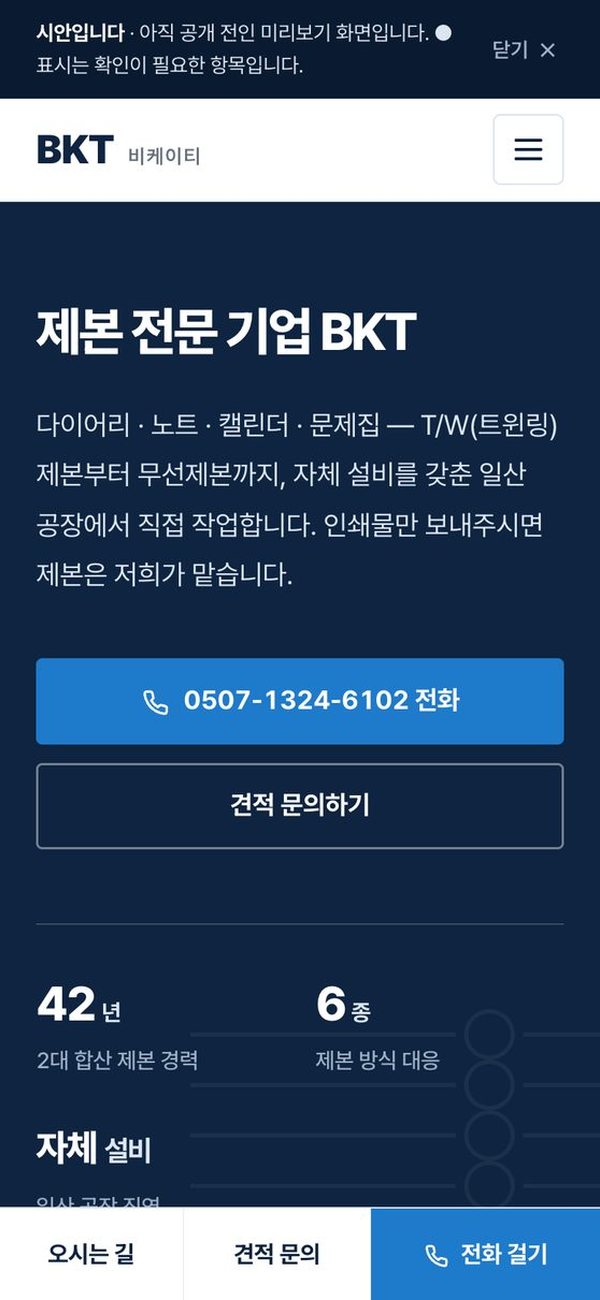 시안입니다 · 아직 공개 전인 미리보기 화면입니다. ●
표시는 확인이 필요한 항목입니다.
닫기 ×
BKT 비케이티
제본 전문 기업 BKT
다이어리 · 노트 · 캘린더 · 문제집 — T/W(트윈링)
제본부터 무선제본까지, 자체 설비를 갖춘 일산
공장에서 직접 작업합니다. 인쇄물만 보내주시면
제본은 저희가 맡습니다.
0507-1324-6102 전화
견적 문의하기
42 년
2대 합산 제본 경력
6 종
제본 방식 대응
자체 설비
일산 공장 직영
오시는 길
견적 문의
전화 걸기